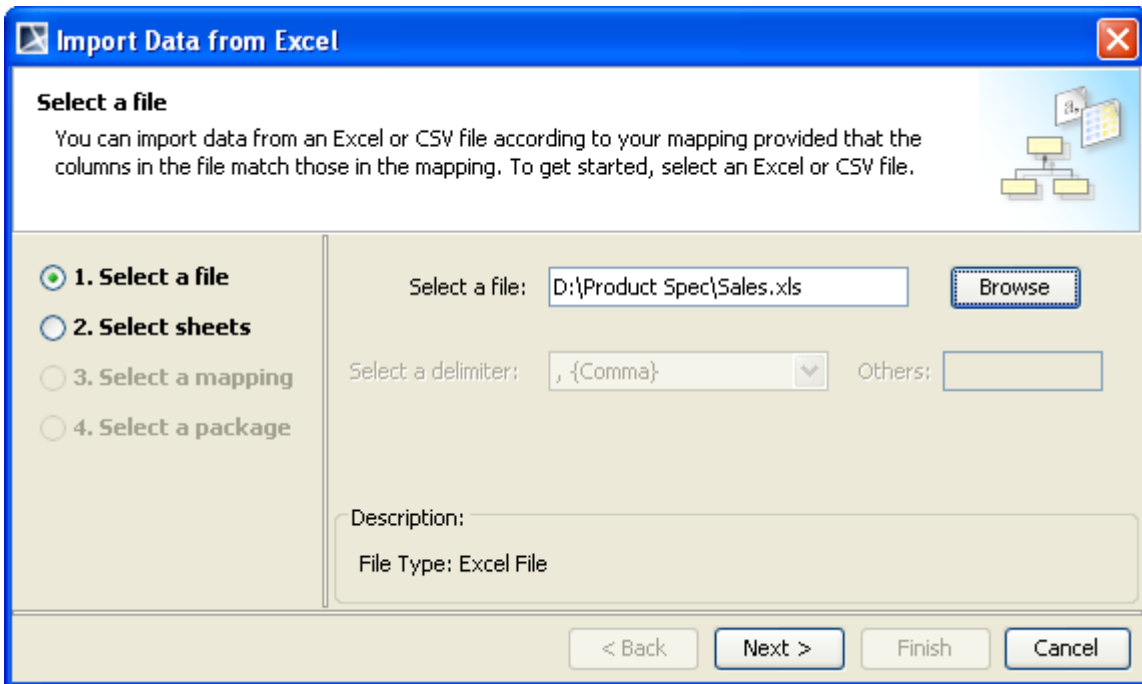 Import Data from Excel
Select a file
You can import data from an Excel or CSV file according to your mapping provided that the
columns in the file match those in the mapping. To get started, select an Excel or CSV file.
a,
1. Select a file
2. Select sheets
3. Select a mapping
4. Select a package
Select a file: D:\Product Spec\Sales.xls Browse
Select a delimiter: , -{Comma} Others:
Description:
File Type: Excel File
< Back Next > Finish Cancel